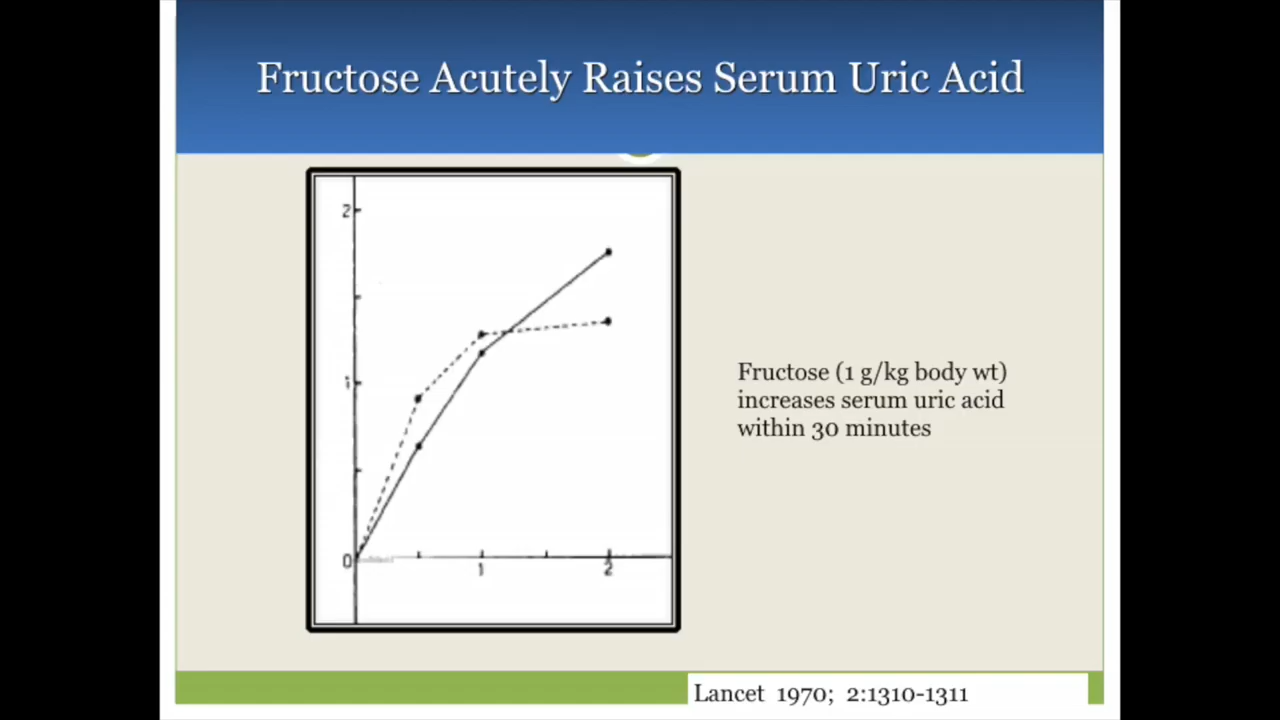 Fructose Acutely Raises Serum Uric Acid
2
1
0
1
2
Fructose (1 g/kg body wt)
increases serum uric acid
within 30 minutes
Lancet 1970; 2:1310-1311